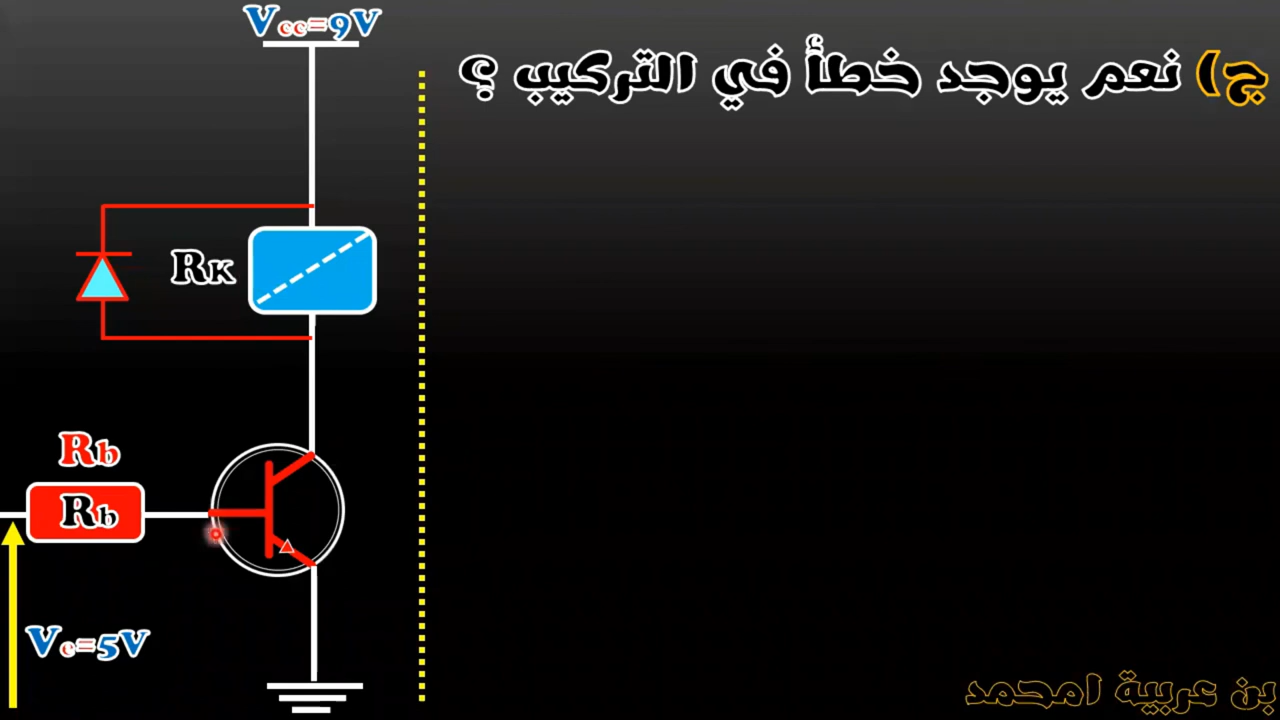 Vcc=9V
ج) نعم يوجد خطأ في التركيب ؟
RK
Rb
Rb
Ve=5V
بن عربية امحمد